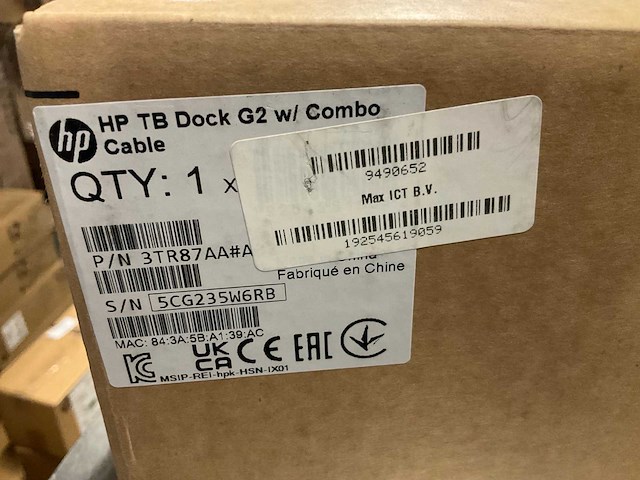 hp
HP TB Dock G2 w/ Combo
Cable
QTY: 1 x
9490652
Max ICT B.V.
192545619059
P/N 3TR87AA#A
Fabriqué en Chine
S/N 5CG235W6RB
MAC: 84:3A:5B:A1:39:AC
UK
CA CE EAC
MSIP-REI-hpk-HSN-IX01